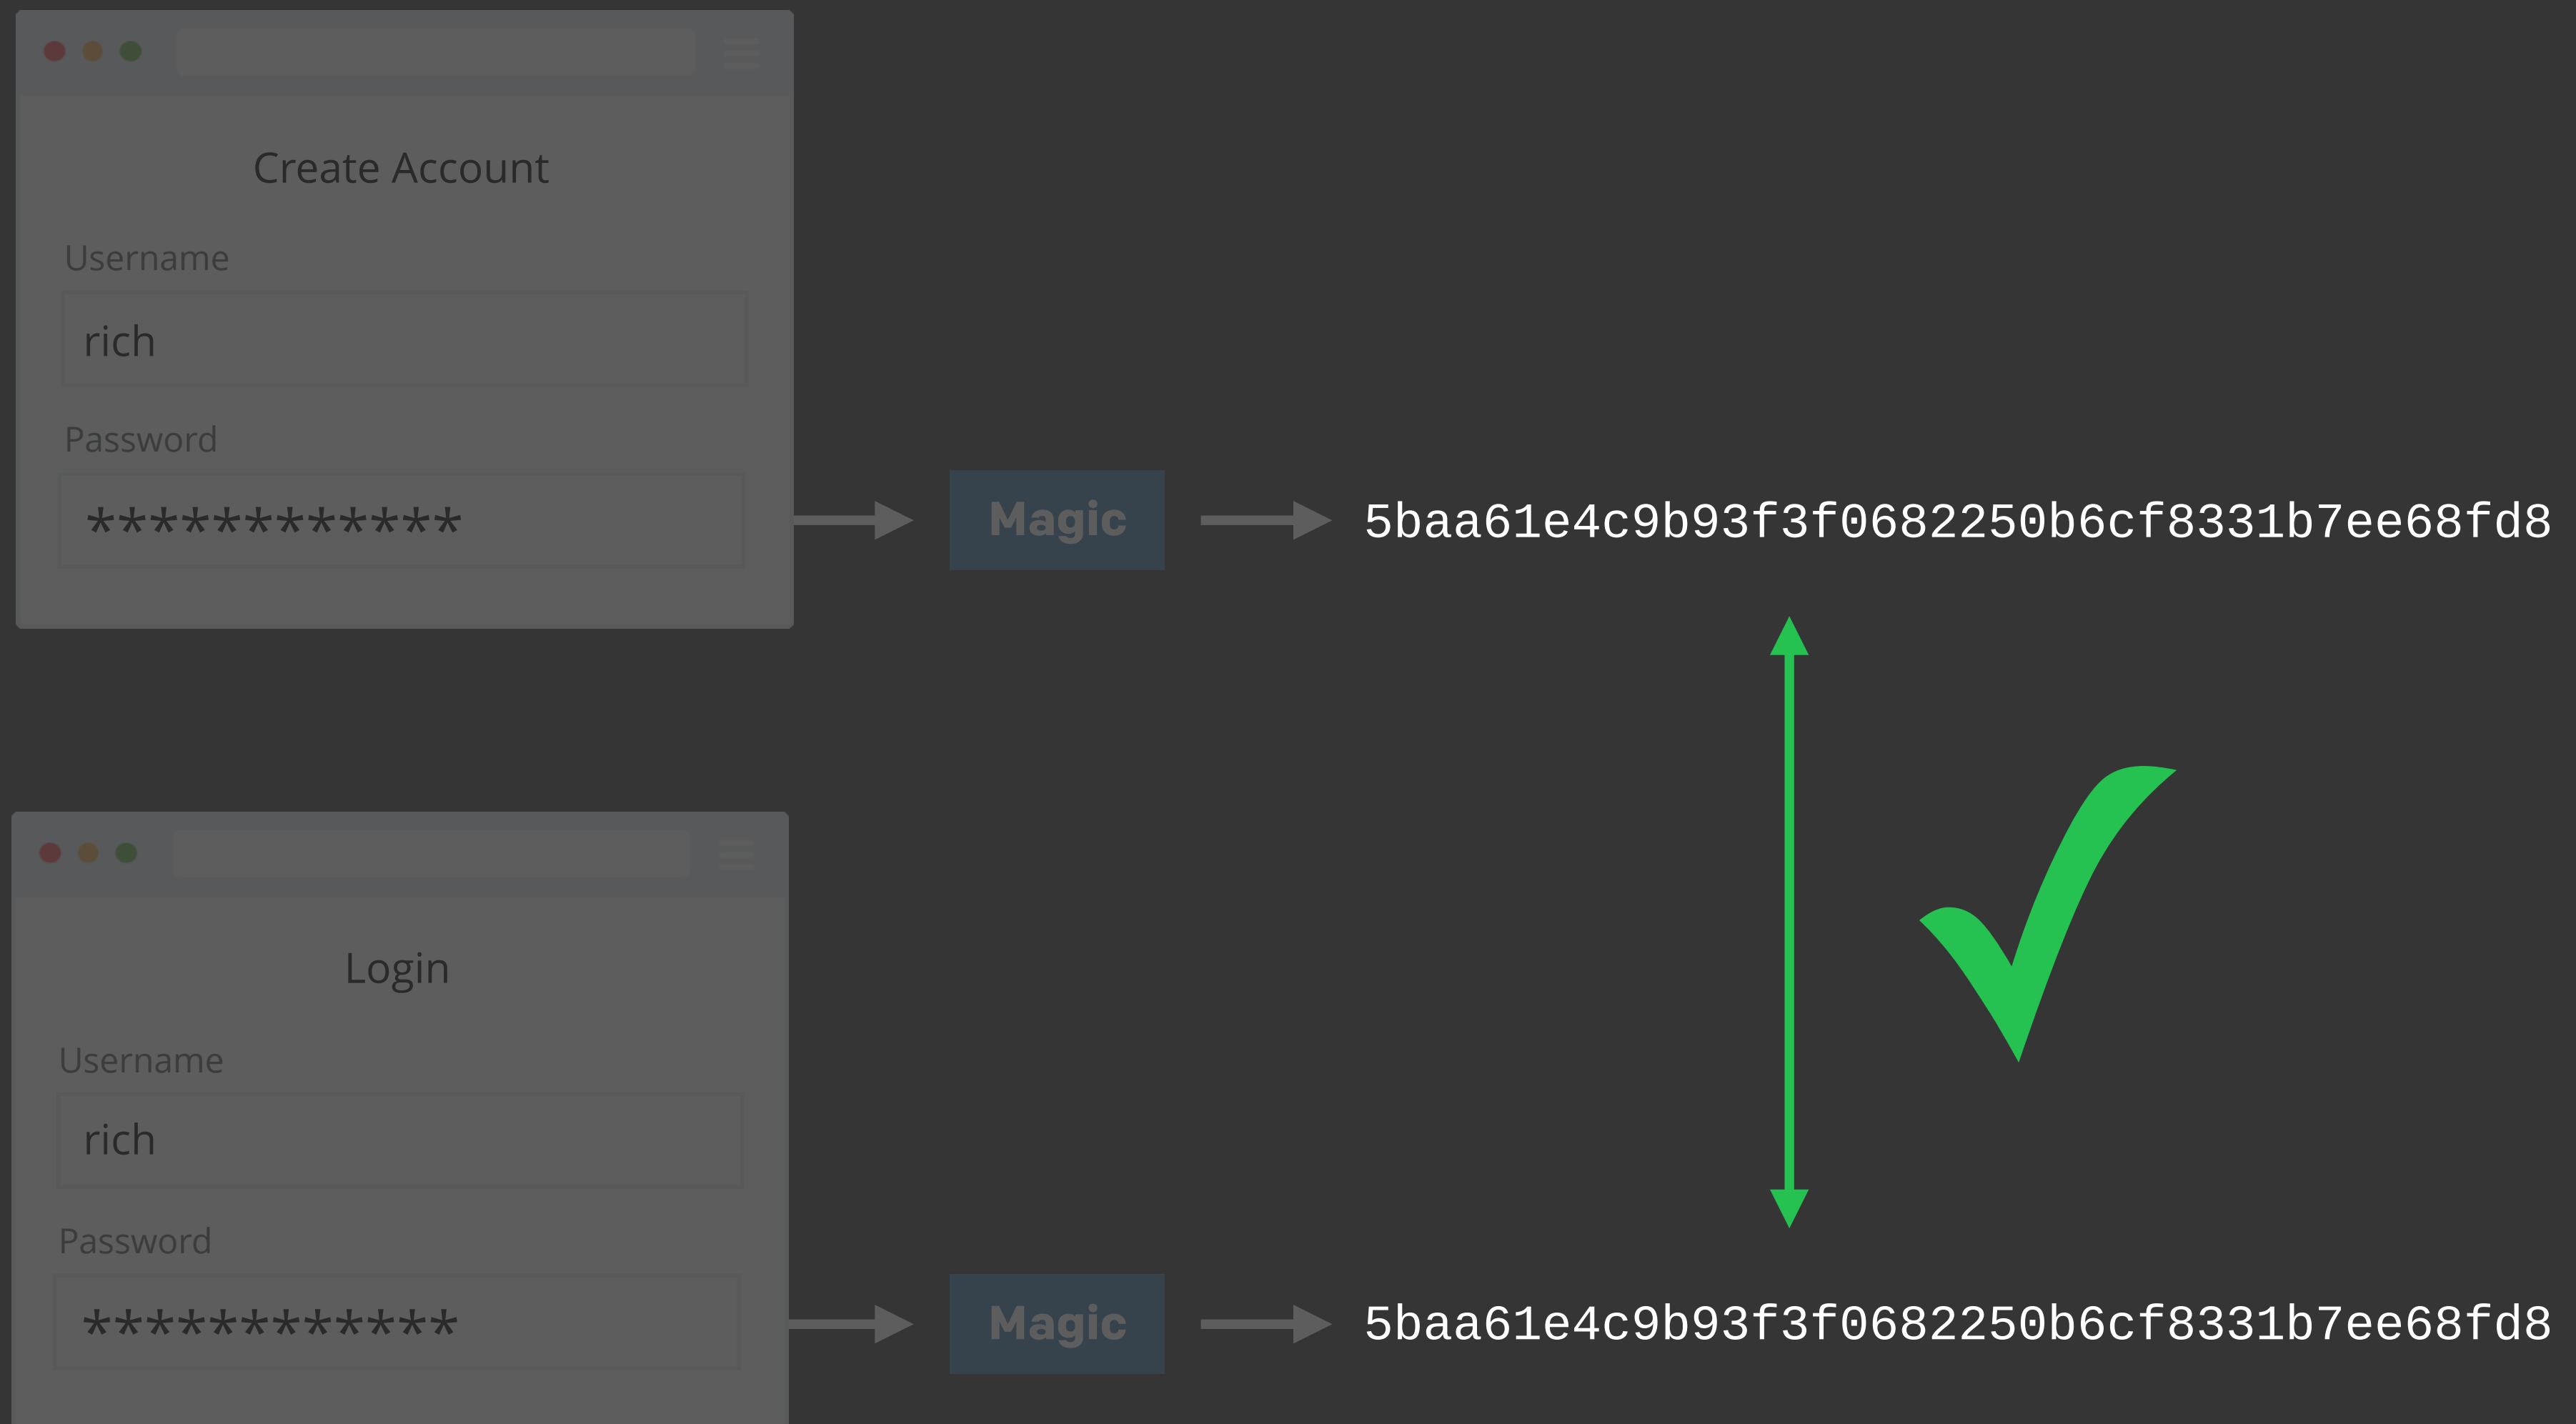 Create Account
Username
rich
Password
************
Magic
5baa61e4c9b93f3f0682250b6cf8331b7ee68fd8
Login
Username
rich
Password
************
Magic
5baa61e4c9b93f3f0682250b6cf8331b7ee68fd8